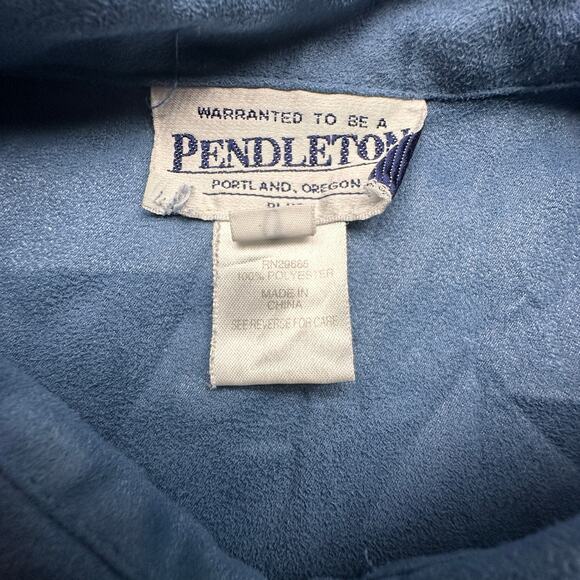 WARRANTED TO BE A
PENDLETON
PORTLAND, OREGON
RN29685
100% POLYESTER
MADE IN
CHINA
SEE REVERSE FOR CARE